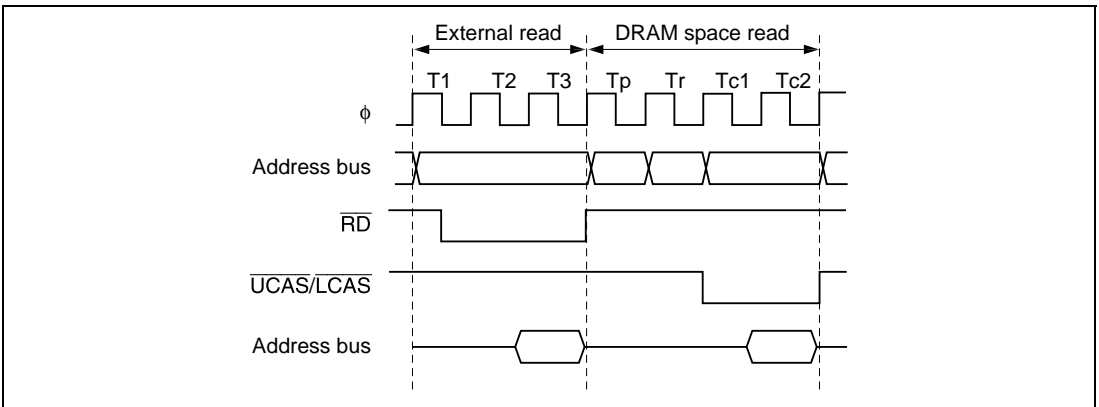 External read DRAM space read
T1 T2 T3 Tp Tr Tc1 Tc2
ϕ
Address bus
RD
UCAS/LCAS
Address bus